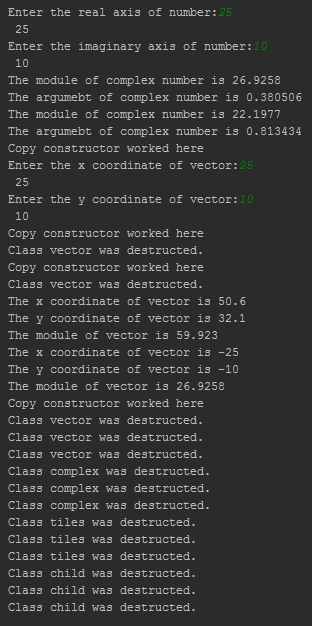 Enter the real axis of number:25
25
Enter the imaginary axis of number:10
10
The module of complex number is 26.9258
The argumebt of complex number is 0.380506
The module of complex number is 22.1977
The argumebt of complex number is 0.813434
Copy constructor worked here
Enter the x coordinate of vector:25
25
Enter the y coordinate of vector:10
10
Copy constructor worked here
Class vector was destructed.
Copy constructor worked here
Class vector was destructed.
The x coordinate of vector is 50.6
The y coordinate of vector is 32.1
The module of vector is 59.923
The x coordinate of vector is -25
The y coordinate of vector is -10
The module of vector is 26.9258
Copy constructor worked here
Class vector was destructed.
Class vector was destructed.
Class vector was destructed.
Class complex was destructed.
Class complex was destructed.
Class complex was destructed.
Class tiles was destructed.
Class tiles was destructed.
Class tiles was destructed.
Class child was destructed.
Class child was destructed.
Class child was destructed.